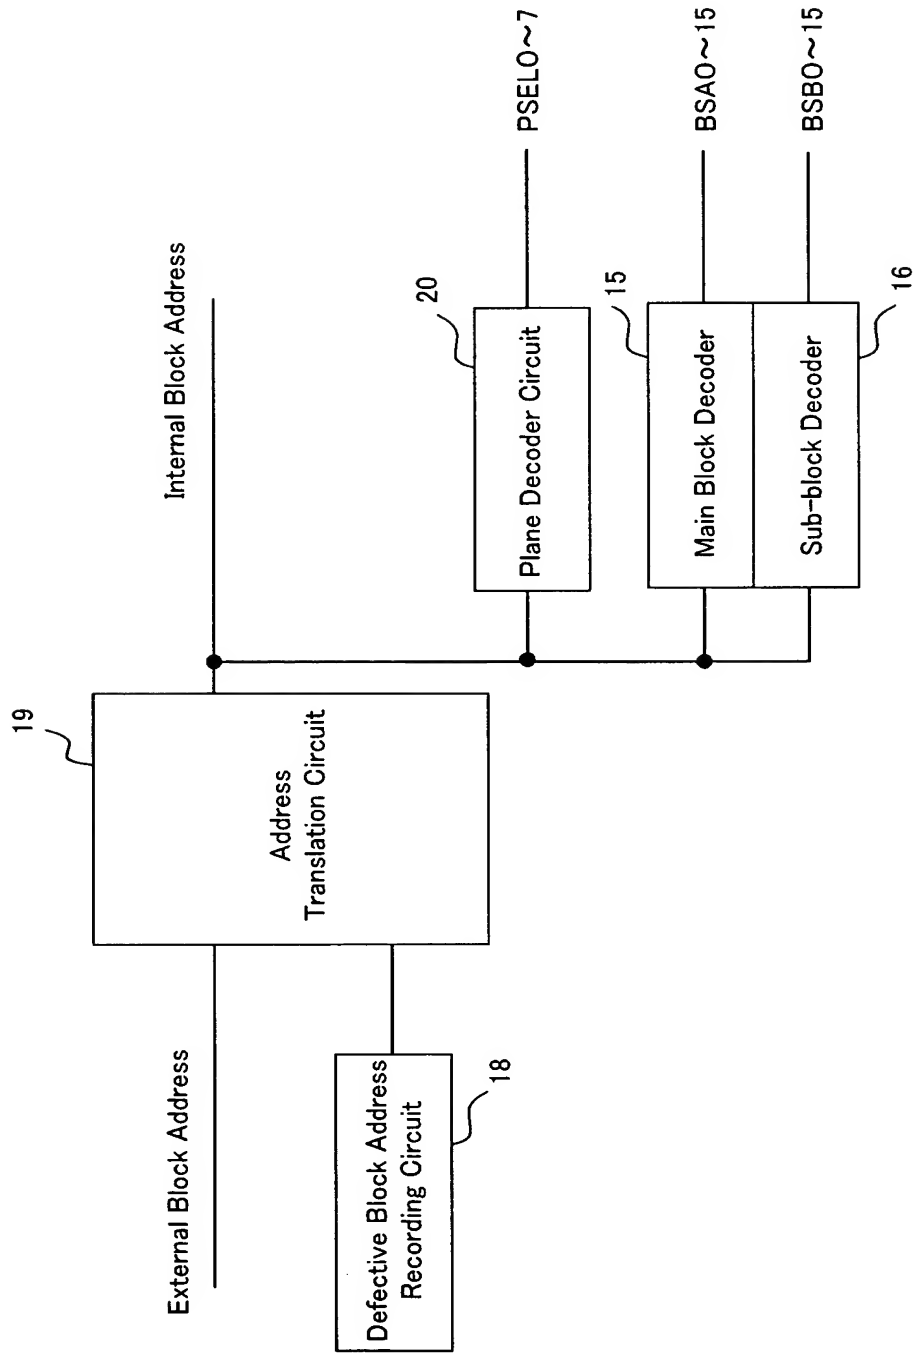 External Block Address
Internal Block Address
19
Address
Translation Circuit
Defective Block Address
Recording Circuit
18
20
Plane Decoder Circuit
PSEL0~7
15
Main Block Decoder
BSA0~15
Sub-block Decoder
BSB0~15
16